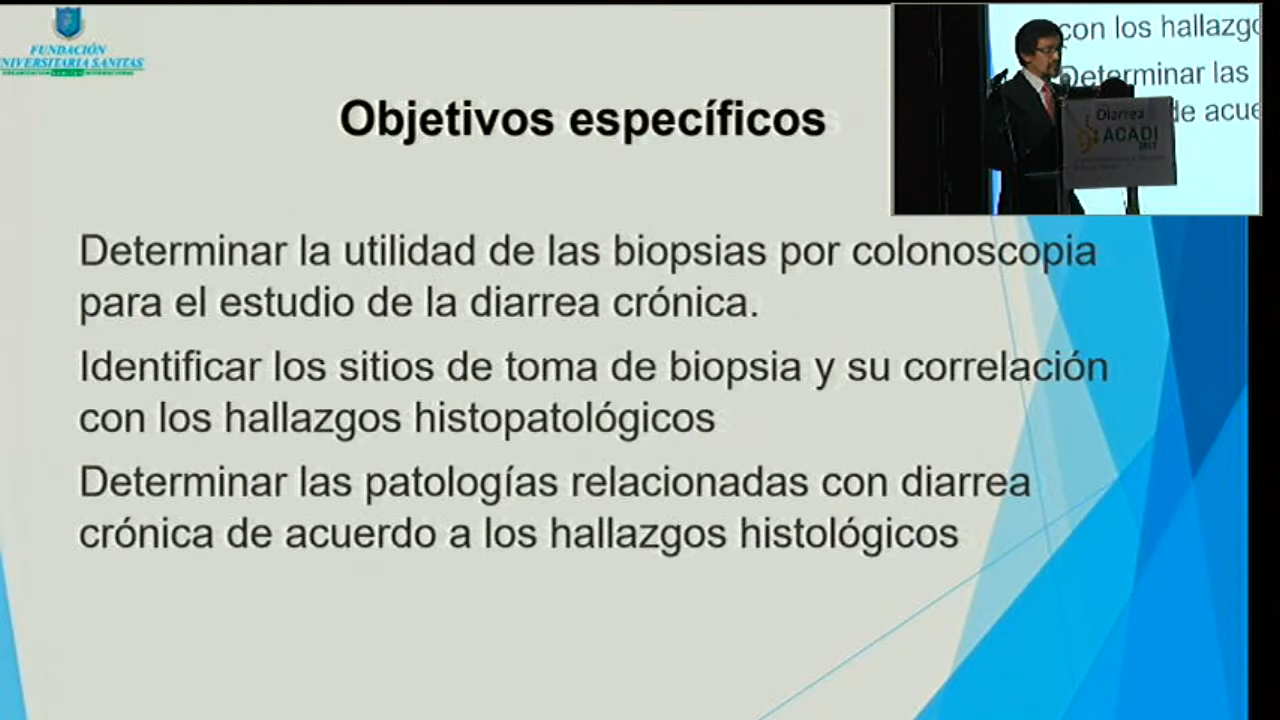 FUNDACIÓN
UNIVERSITARIA SANITAS
Objetivos específicos
Determinar la utilidad de las biopsias por colonoscopia
para el estudio de la diarrea crónica.
Identificar los sitios de toma de biopsia y su correlación
con los hallazgos histopatológicos
Determinar las patologías relacionadas con diarrea
crónica de acuerdo a los hallazgos histológicos
con los hallazgo
Determinar las
de acue
Diarrea
ACADI